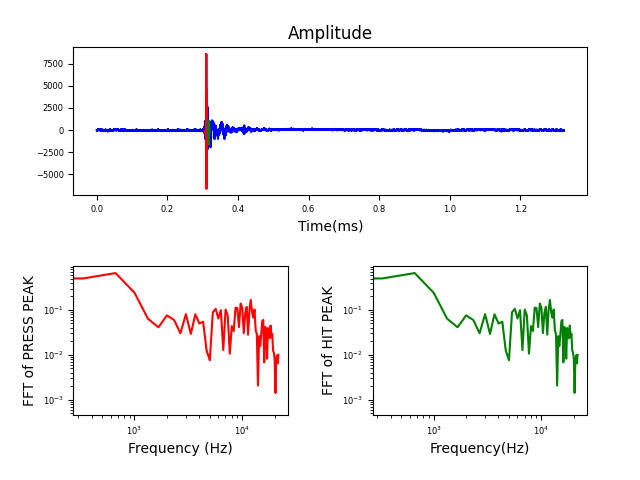 Amplitude
7500
5000
2500
0
−2500
−5000
0.0 0.2 0.4 0.6 0.8 1.0 1.2
Time(ms)
FFT of PRESS PEAK
10⁻¹
10⁻²
10⁻³
10³ 10⁴
Frequency (Hz)
FFT of HIT PEAK
10⁻¹
10⁻²
10⁻³
10³ 10⁴
Frequency(Hz)